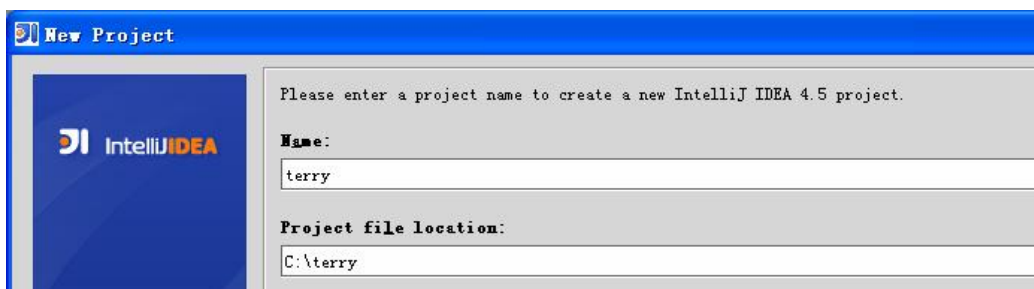 New Project
Please enter a project name to create a new IntelliJ IDEA 4.5 project.
IntelliJIDEA
Name:
terry
Project file location:
C:\terry